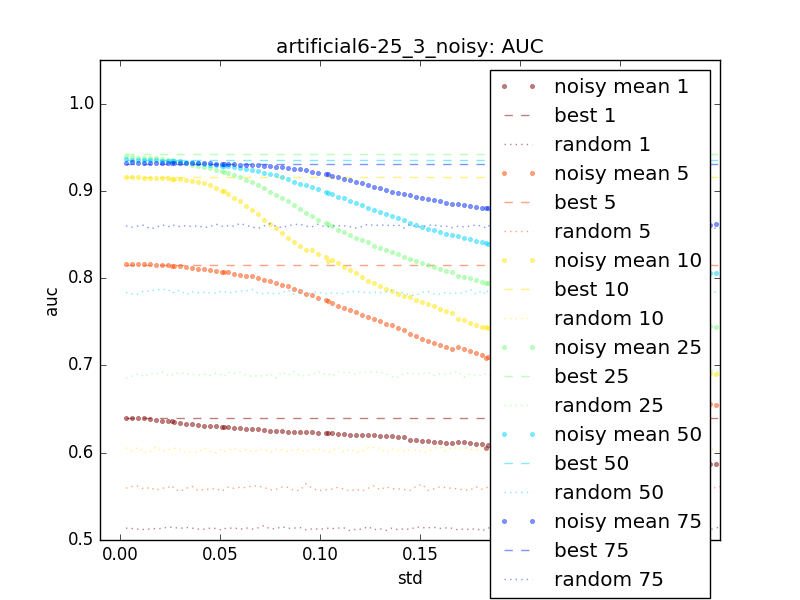 artificial6-25_3_noisy: AUC
1.0
0.9
0.8
0.7
0.6
0.5
auc
0.00
0.05
0.10
0.15
std
noisy mean 1
best 1
random 1
noisy mean 5
best 5
random 5
noisy mean 10
best 10
random 10
noisy mean 25
best 25
random 25
noisy mean 50
best 50
random 50
noisy mean 75
best 75
random 75